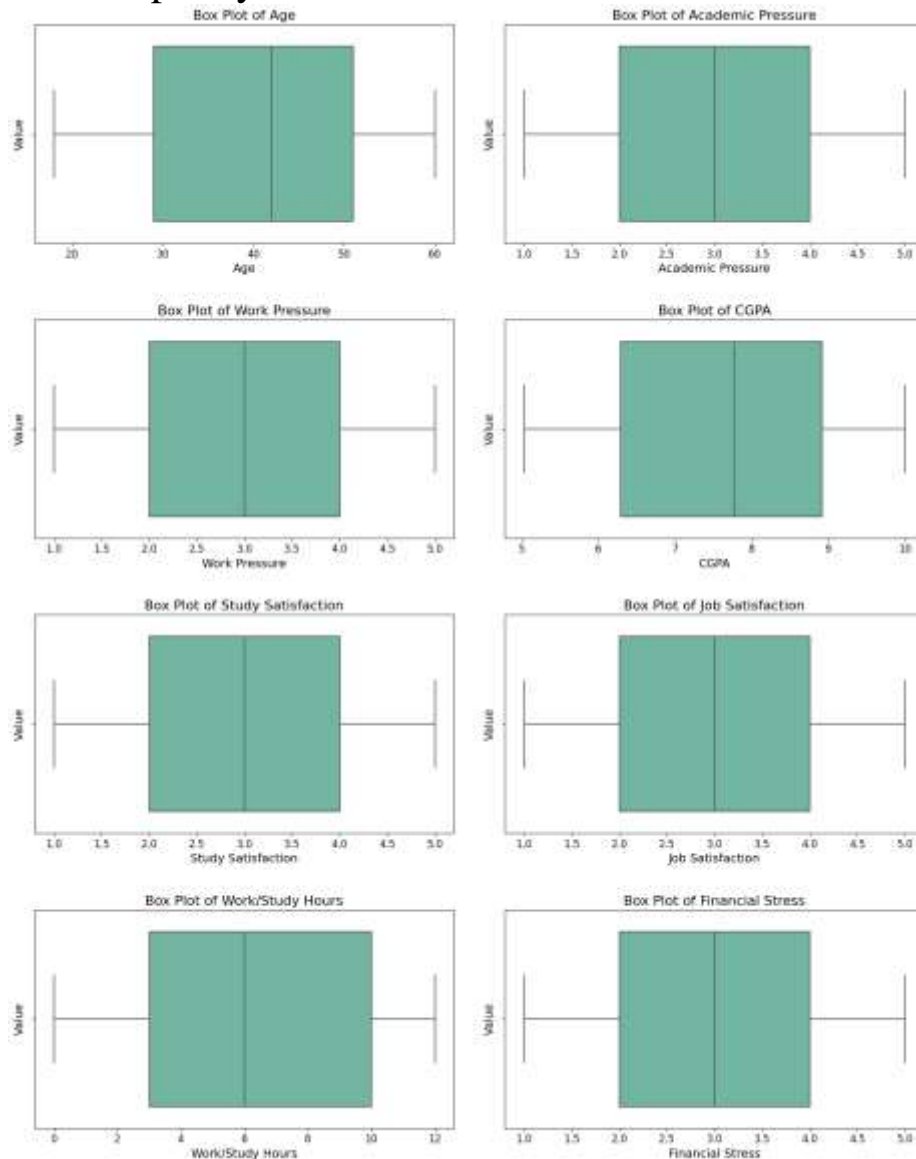 Box Plot of Age
Value
20 30 40 50 60
Age
Box Plot of Academic Pressure
Value
1.0 1.5 2.0 2.5 3.0 3.5 4.0 4.5 5.0
Academic Pressure
Box Plot of Work Pressure
Value
1.0 1.5 2.0 2.5 3.0 3.5 4.0 4.5 5.0
Work Pressure
Box Plot of CGPA
Value
5 6 7 8 9 10
CGPA
Box Plot of Study Satisfaction
Value
1.0 1.5 2.0 2.5 3.0 3.5 4.0 4.5 5.0
Study Satisfaction
Box Plot of Job Satisfaction
Value
1.0 1.5 2.0 2.5 3.0 3.5 4.0 4.5 5.0
Job Satisfaction
Box Plot of Work/Study Hours
Value
0 2 4 6 8 10 12
Work/Study Hours
Box Plot of Financial Stress
Value
1.0 1.5 2.0 2.5 3.0 3.5 4.0 4.5 5.0
Financial Stress